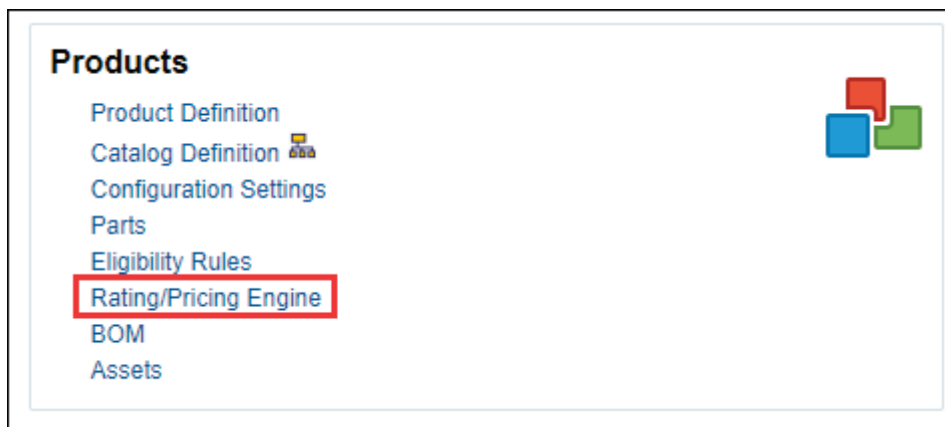 Products
Product Definition
Catalog Definition
Configuration Settings
Parts
Eligibility Rules
Rating/Pricing Engine
BOM
Assets